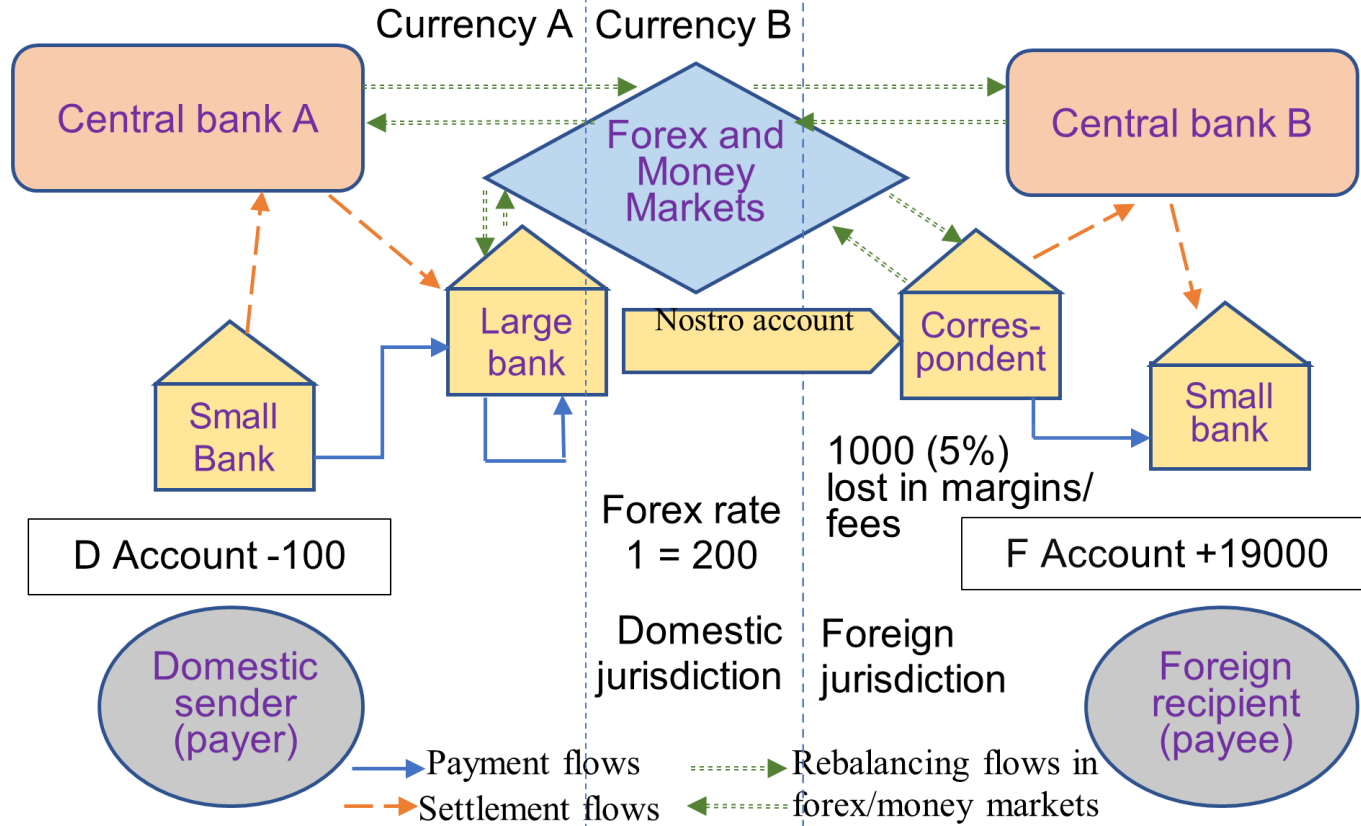 Currency A
Currency B
Central bank A
Forex and
Money
Markets
Central bank B
Large
bank
Nostro account
Corres-
pondent
Small
Bank
Small
bank
1000 (5%)
lost in margins/
fees
Forex rate
1 = 200
D Account -100
F Account +19000
Domestic
jurisdiction
Foreign
jurisdiction
Domestic
sender
(payer)
Foreign
recipient
(payee)
Payment flows
Settlement flows
Rebalancing flows in
forex/money markets